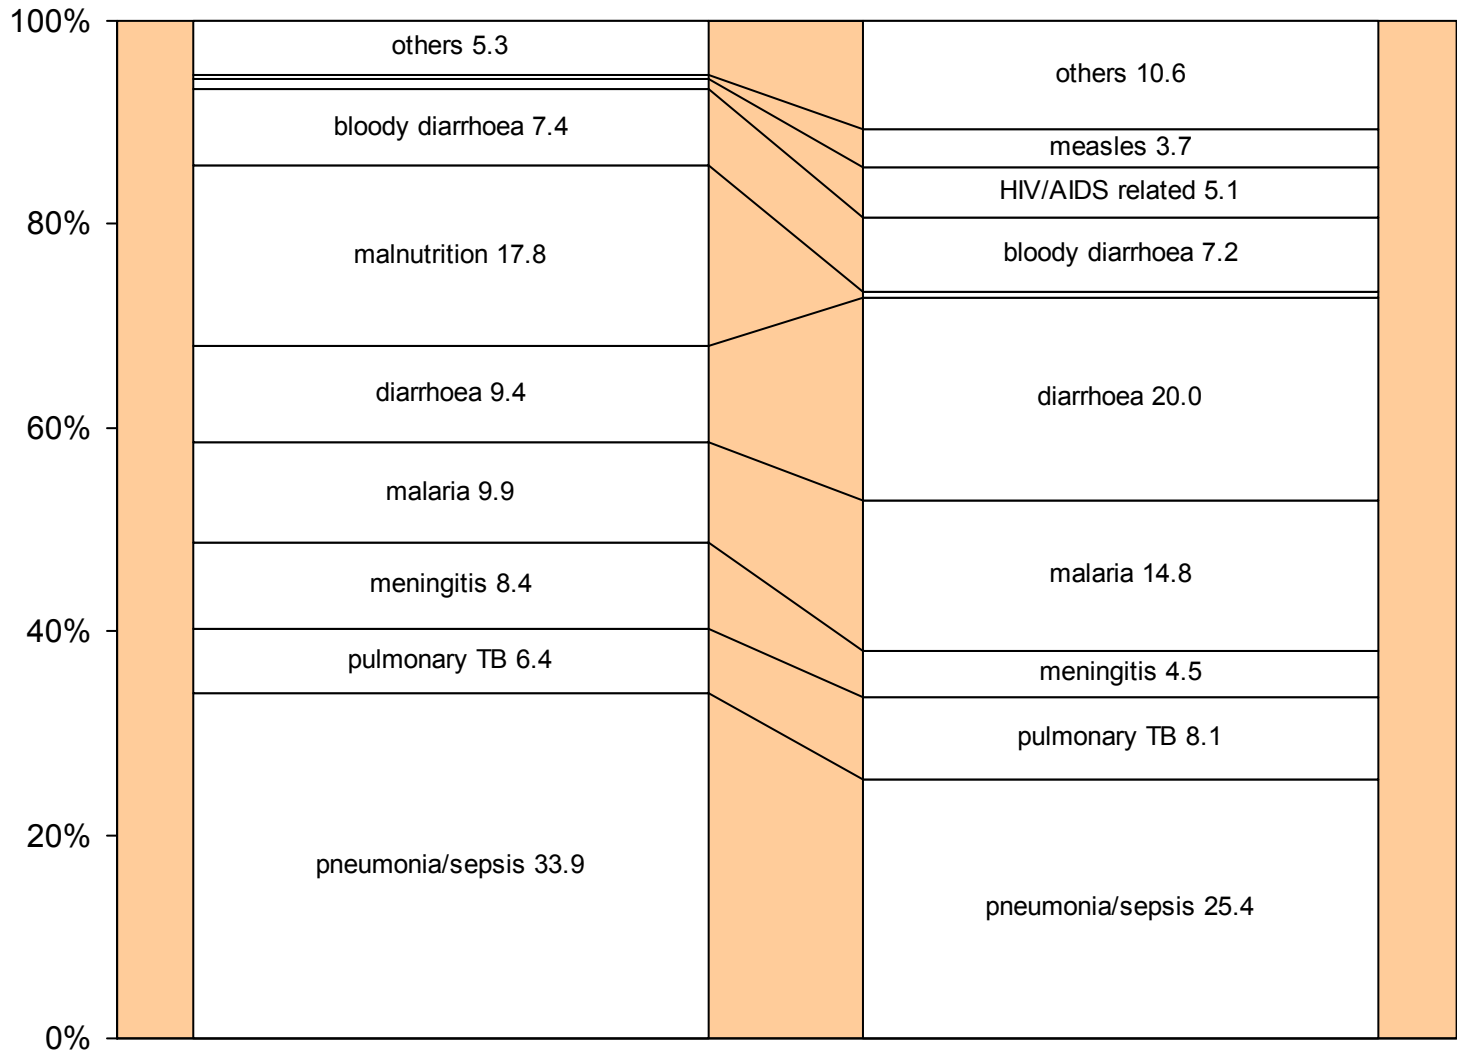 100%
80%
60%
40%
20%
0%
others 5.3
bloody diarrhoea 7.4
malnutrition 17.8
diarrhoea 9.4
malaria 9.9
meningitis 8.4
pulmonary TB 6.4
pneumonia/sepsis 33.9
others 10.6
measles 3.7
HIV/AIDS related 5.1
bloody diarrhoea 7.2
diarrhoea 20.0
malaria 14.8
meningitis 4.5
pulmonary TB 8.1
pneumonia/sepsis 25.4